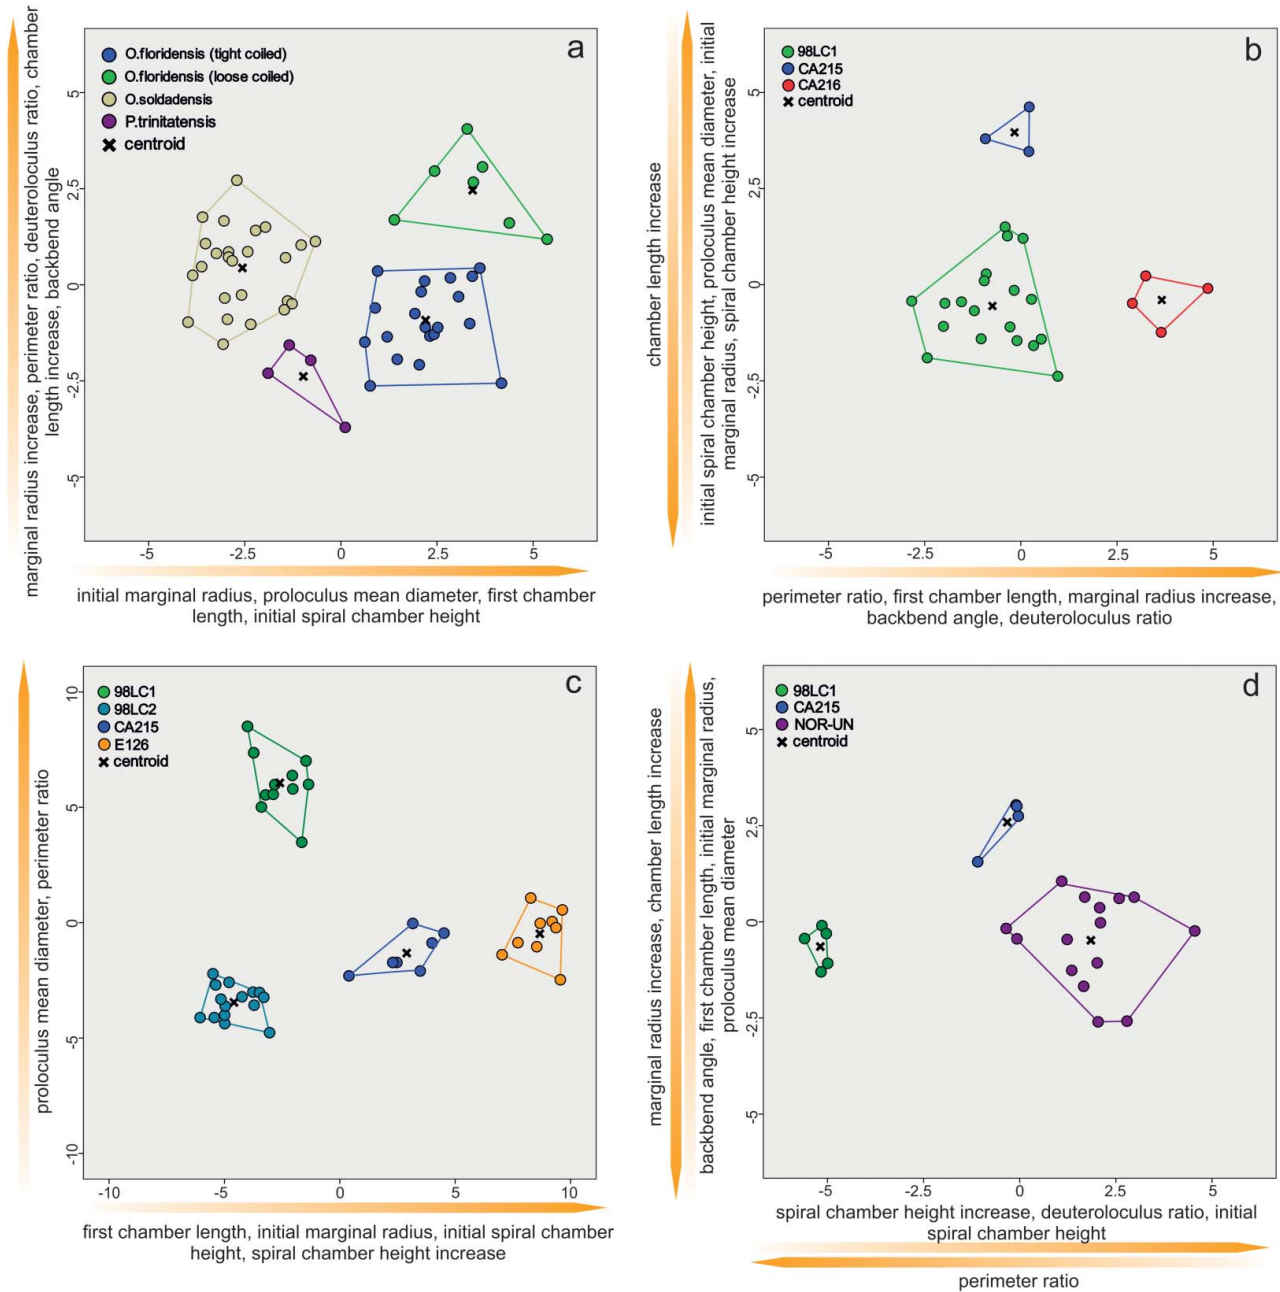 a
O.floridensis (tight coiled)
O.floridensis (loose coiled)
O.soldadensis
P.trinitatensis
centroid
marginal radius increase, perimeter ratio, deuteroloculus ratio, chamber
length increase, backbend angle
5
2.5
0
-2.5
-5
-5
-2.5
0
2.5
5
initial marginal radius, proloculus mean diameter, first chamber
length, initial spiral chamber height
b
98LC1
CA215
CA216
centroid
chamber length increase
initial spiral chamber height, proloculus mean diameter, initial
marginal radius, spiral chamber height increase
5
2.5
0
-2.5
-5
-5
-2.5
0
2.5
5
perimeter ratio, first chamber length, marginal radius increase,
backbend angle, deuteroloculus ratio
c
98LC1
98LC2
CA215
E126
centroid
proloculus mean diameter, perimeter ratio
10
5
0
-5
-10
-10
-5
0
5
10
first chamber length, initial marginal radius, initial spiral chamber
height, spiral chamber height increase
d
98LC1
CA215
NOR-UN
centroid
marginal radius increase, chamber length increase
backbend angle, first chamber length, initial marginal radius,
proloculus mean diameter
5
2.5
0
-2.5
-5
-5
-2.5
0
2.5
5
spiral chamber height increase, deuteroloculus ratio, initial
spiral chamber height
perimeter ratio